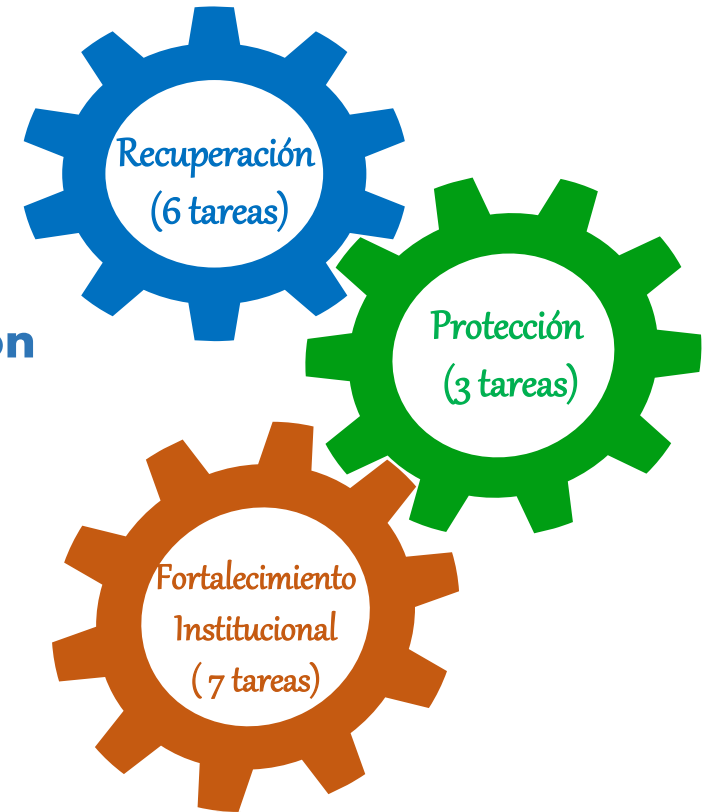 Recuperación
(6 tareas)
Protección
(3 tareas)
Fortalecimiento
Institucional
( 7 tareas)